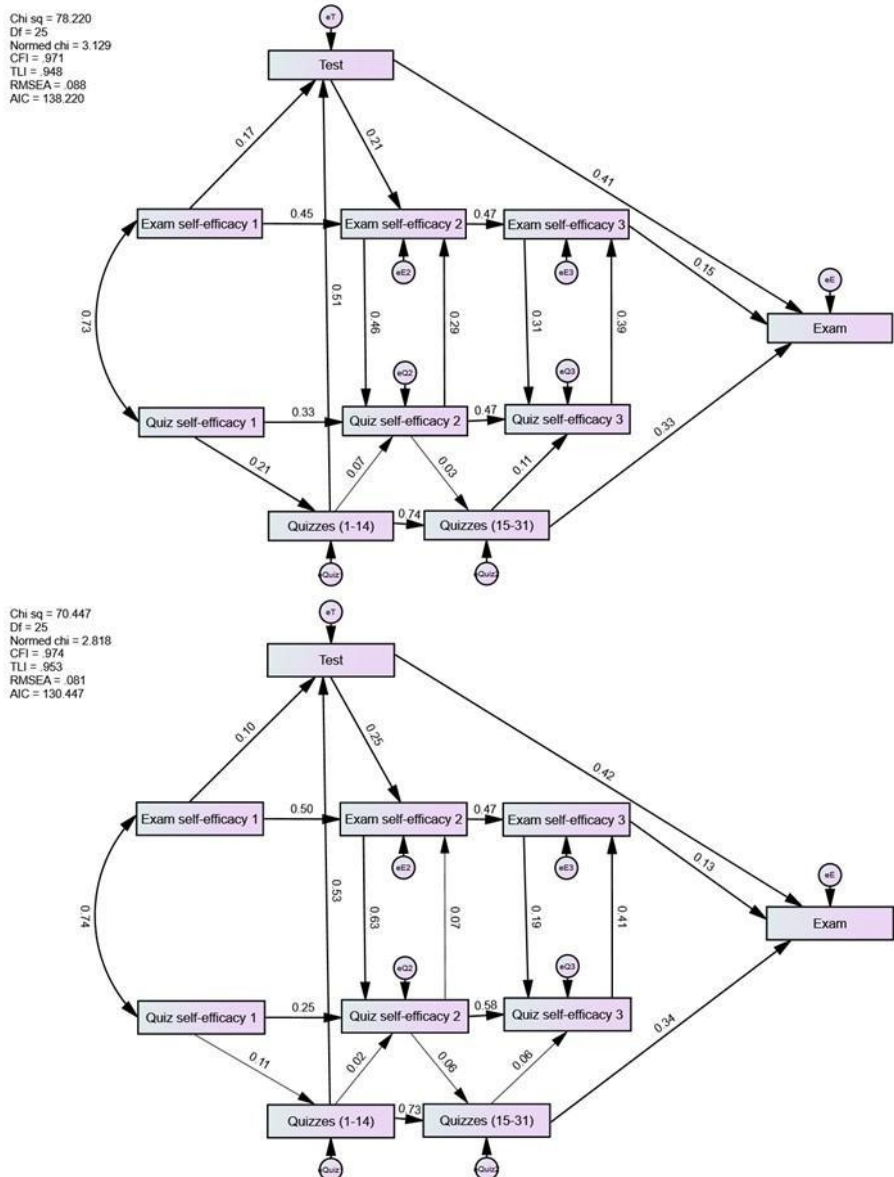 Chi sq = 78.220
Df = 25
Normed chi = 3.129
CFI = .971
TLI = .948
RMSEA = .088
AIC = 138.220
eT
Test
0.17
0.21
0.41
Exam self-efficacy 1
0.45
Exam self-efficacy 2
0.47
Exam self-efficacy 3
eE2
eE3
0.15
eE
Exam
0.73
0.51
0.46
0.29
0.31
0.39
eQ2
eQ3
Quiz self-efficacy 1
0.33
Quiz self-efficacy 2
0.47
Quiz self-efficacy 3
0.33
0.21
0.07
0.03
0.11
Quizzes (1-14)
0.74
Quizzes (15-31)
eQuiz
eQuiz2
Chi sq = 70.447
Df = 25
Normed chi = 2.818
CFI = .974
TLI = .953
RMSEA = .081
AIC = 130.447
eT
Test
0.10
0.25
0.42
Exam self-efficacy 1
0.50
Exam self-efficacy 2
0.47
Exam self-efficacy 3
eE2
eE3
0.13
eE
Exam
0.74
0.53
0.63
0.07
0.19
0.41
eQ2
eQ3
Quiz self-efficacy 1
0.25
Quiz self-efficacy 2
0.58
Quiz self-efficacy 3
0.34
0.11
0.02
0.06
0.06
Quizzes (1-14)
0.73
Quizzes (15-31)
eQuiz
eQuiz2